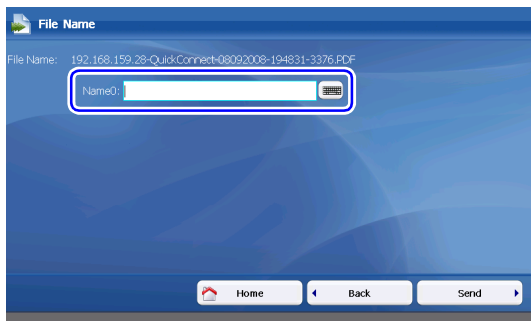 File Name
File Name: 192.168.159.28-QuickConnect-08092008-194831-3376.PDF
Name0:
Home Back Send